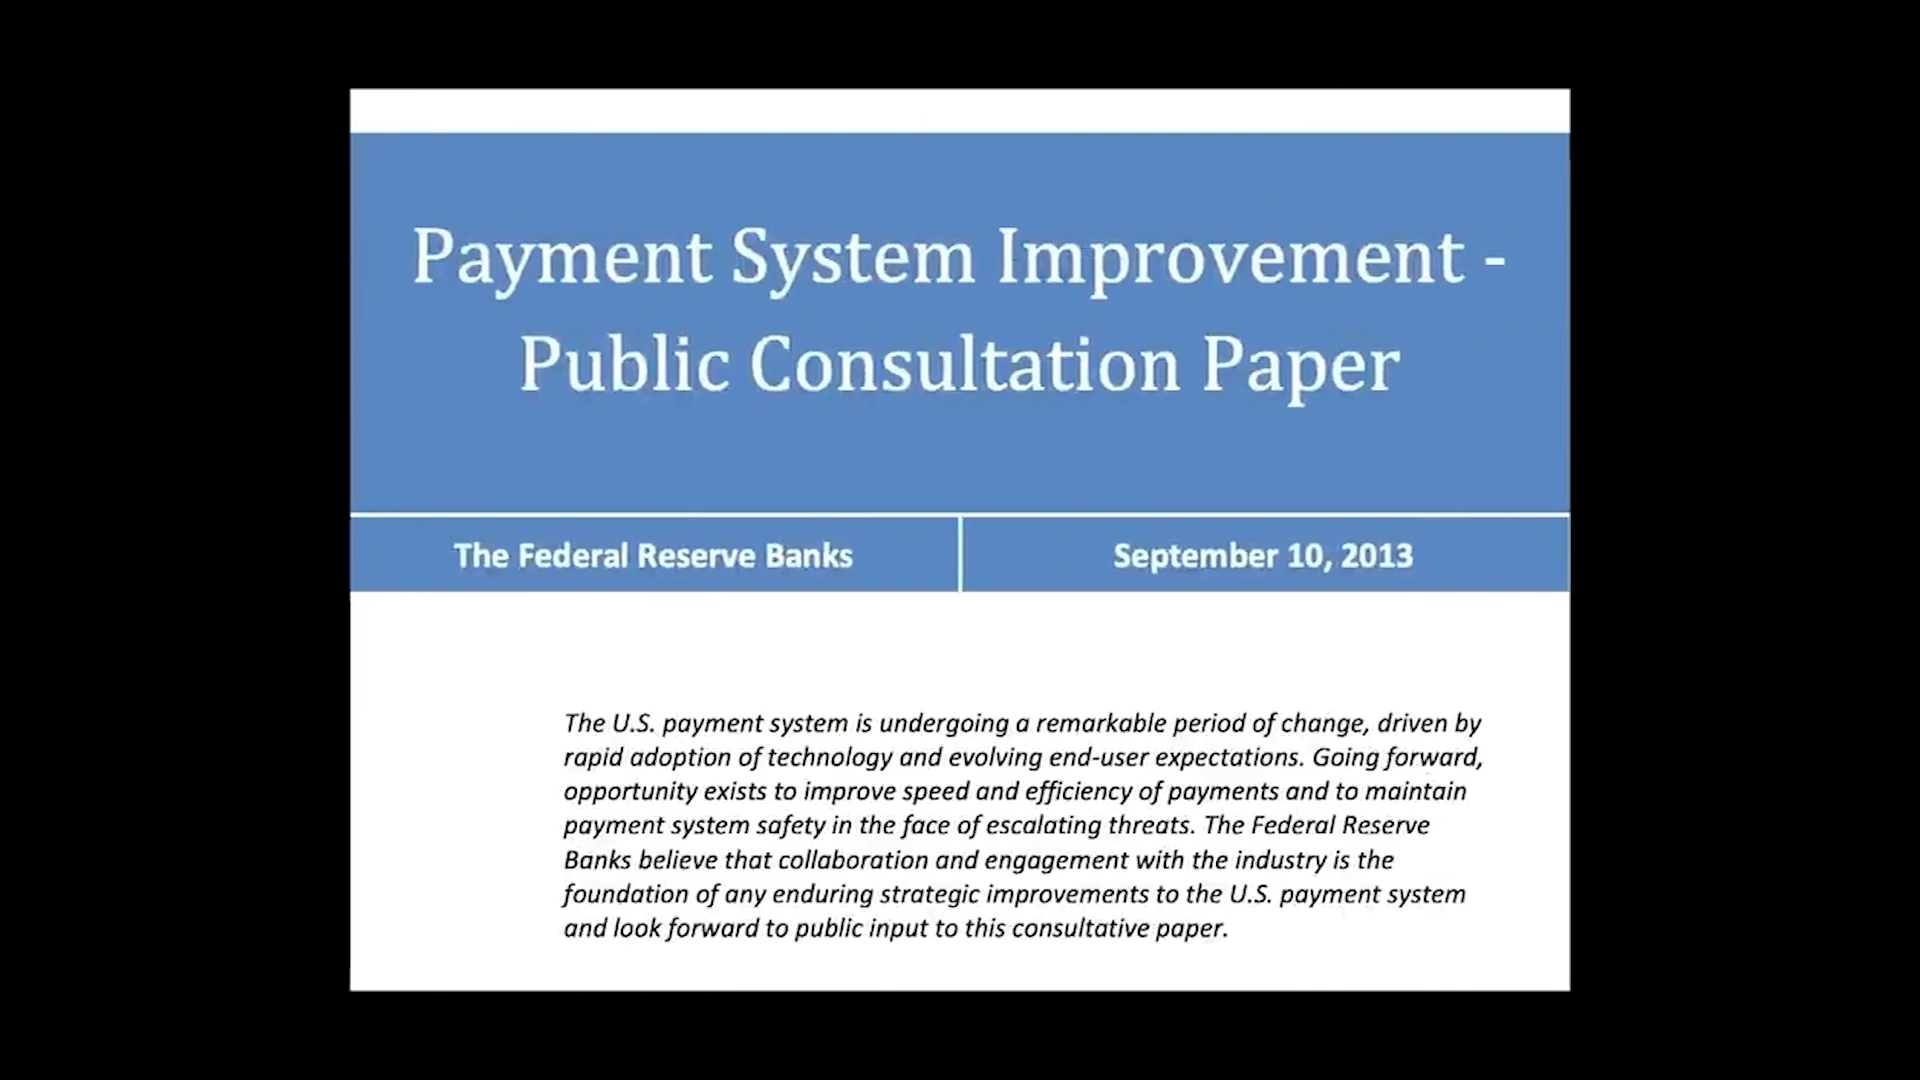 Payment System Improvement -
Public Consultation Paper
The Federal Reserve Banks
September 10, 2013
The U.S. payment system is undergoing a remarkable period of change, driven by
rapid adoption of technology and evolving end-user expectations. Going forward,
opportunity exists to improve speed and efficiency of payments and to maintain
payment system safety in the face of escalating threats. The Federal Reserve
Banks believe that collaboration and engagement with the industry is the
foundation of any enduring strategic improvements to the U.S. payment system
and look forward to public input to this consultative paper.